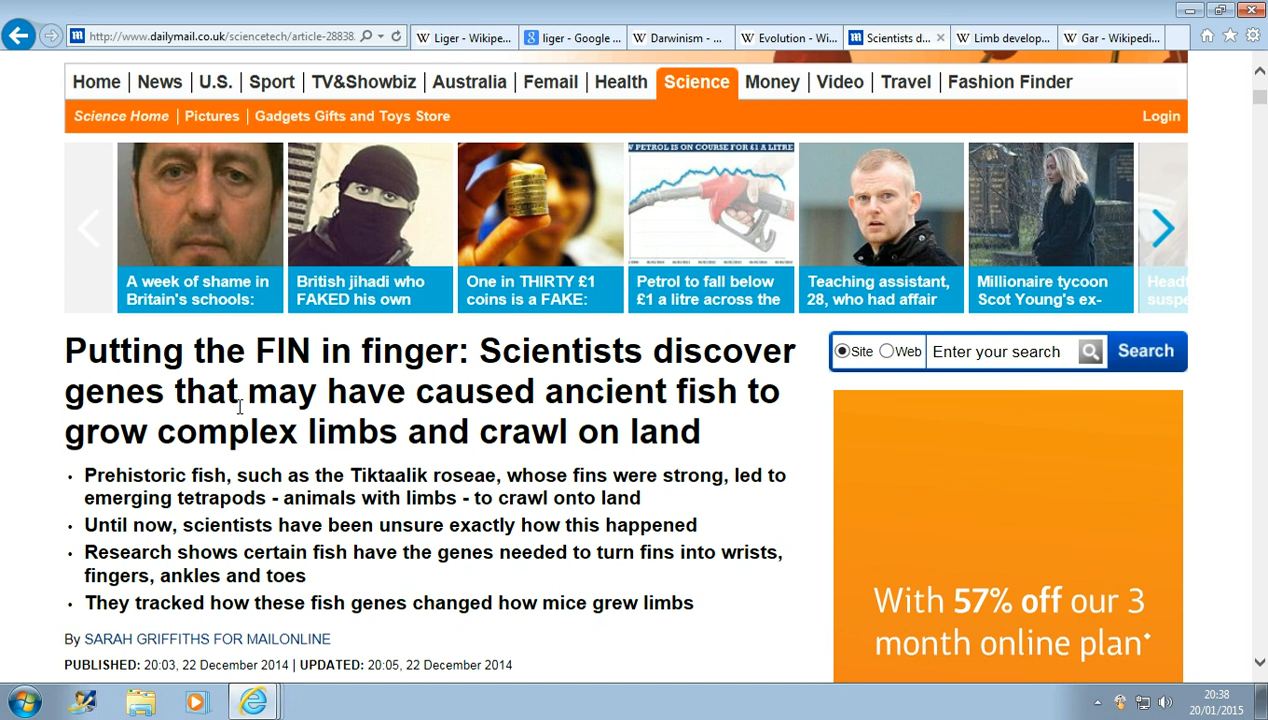 http://www.dailymail.co.uk/sciencetech/article-28838
Liger - Wikipe...
liger - Google ...
Darwinism - ...
Evolution - Wi...
Scientists d...
Limb develop...
Gar - Wikipedi...
Home | News | U.S. | Sport | TV&Showbiz | Australia | Femail | Health | Science | Money | Video | Travel | Fashion Finder
Science Home | Pictures | Gadgets Gifts and Toys Store
Login
PETROL IS ON COURSE FOR £1 A LITRE
A week of shame in
Britain's schools:
British jihadi who
FAKED his own
One in THIRTY £1
coins is a FAKE:
Petrol to fall below
£1 a litre across the
Teaching assistant,
28, who had affair
Millionaire tycoon
Scot Young's ex-
Putting the FIN in finger: Scientists discover
genes that may have caused ancient fish to
grow complex limbs and crawl on land
Site Web Enter your search Search
• Prehistoric fish, such as the Tiktaalik roseae, whose fins were strong, led to
emerging tetrapods - animals with limbs - to crawl onto land
• Until now, scientists have been unsure exactly how this happened
• Research shows certain fish have the genes needed to turn fins into wrists,
fingers, ankles and toes
• They tracked how these fish genes changed how mice grew limbs
By SARAH GRIFFITHS FOR MAILONLINE
PUBLISHED: 20:03, 22 December 2014 | UPDATED: 20:05, 22 December 2014
With 57% off our 3
month online plan*
20:38
20/01/2015